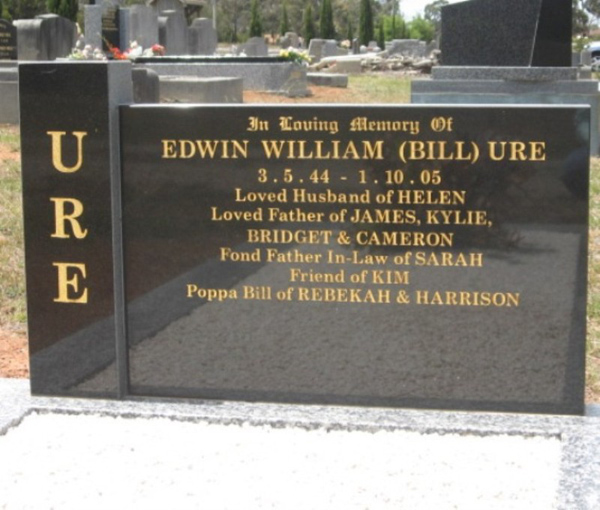 URE
In Loving Memory Of
EDWIN WILLIAM (BILL) URE
3.5.44 - 1.10.05
Loved Husband of HELEN
Loved Father of JAMES, KYLIE,
BRIDGET & CAMERON
Fond Father In-Law of SARAH
Friend of KIM
Poppa Bill of REBEKAH & HARRISON